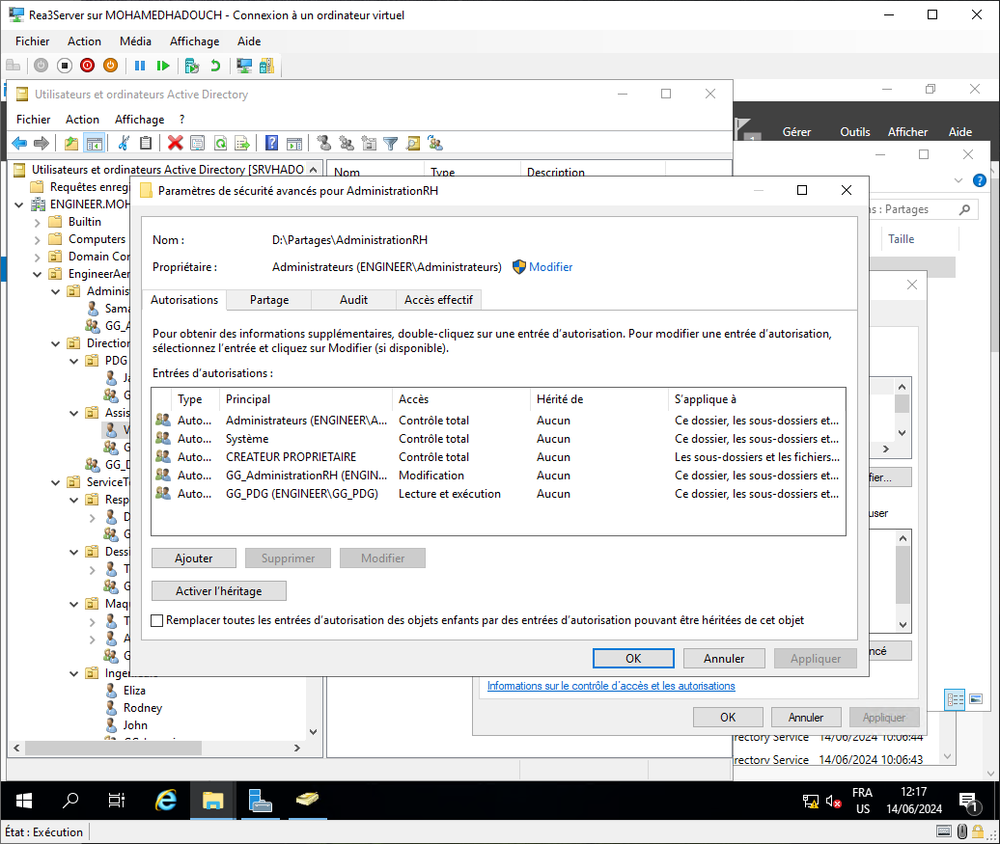 Rea3Server sur MOHAMEDHADOUCH - Connexion à un ordinateur virtuel
Fichier Action Média Affichage Aide
Utilisateurs et ordinateurs Active Directory
Fichier Action Affichage ?
Gérer Outils Afficher Aide
1
Utilisateurs et ordinateurs Active Directory [SRVHADO
Nom Type Description
Requêtes enreg
ENGINEER.MOH
Builtin
Computers
Domain Cor
EngineerAer
Adminis
Sama
GG_A
Direction
PDG
Ja
G
Assis
V
G
GG_D
ServiceTe
Resp
D
G
Dessi
T
G
Maq
T
A
G
Ingenieu
Eliza
Rodney
John
Paramètres de sécurité avancés pour AdministrationRH
Nom : D:\Partages\AdministrationRH
Propriétaire : Administrateurs (ENGINEER\Administrateurs) Modifier
Autorisations Partage Audit Accès effectif
Pour obtenir des informations supplémentaires, double-cliquez sur une entrée d'autorisation. Pour modifier une entrée d'autorisation,
sélectionnez l'entrée et cliquez sur Modifier (si disponible).
Entrées d'autorisations :
Type Principal Accès Hérité de S'applique à
Auto... Administrateurs (ENGINEER\A... Contrôle total Aucun Ce dossier, les sous-dossiers et...
Auto... Système Contrôle total Aucun Ce dossier, les sous-dossiers et...
Auto... CREATEUR PROPRIETAIRE Contrôle total Aucun Les sous-dossiers et les fichiers...
Auto... GG_AdministrationRH (ENGIN... Modification Aucun Ce dossier, les sous-dossiers et...
Auto... GG_PDG (ENGINEER\GG_PDG) Lecture et exécution Aucun Ce dossier, les sous-dossiers et...
Ajouter Supprimer Modifier
Activer l'héritage
Remplacer toutes les entrées d'autorisation des objets enfants par des entrées d'autorisation pouvant être héritées de cet objet
OK Annuler Appliquer
ns : Partages
Taille
fier...
user
ncé
Informations sur le contrôle d'accès et les autorisations
OK Annuler Appliquer
irectory Service 14/06/2024 10:06:44
irectory Service 14/06/2024 10:06:43
FRA
US
12:17
14/06/2024
1
État : Exécution